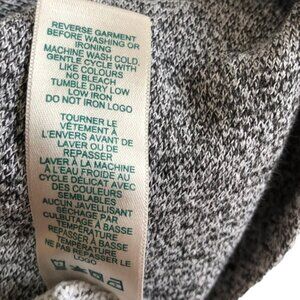 REVERSE GARMENT
BEFORE WASHING OR
IRONING
MACHINE WASH COLD,
GENTLE CYCLE WITH
LIKE COLOURS
NO BLEACH
TUMBLE DRY LOW
LOW IRON
DO NOT IRON LOGO
TOURNER LE
VÊTEMENT À
L'ENVERS AVANT DE
LAVER OU DE
REPASSER
LAVER À LA MACHINE
À L'EAU FROIDE AU
CYCLE DÉLICAT AVEC
DES COULEURS
SEMBLABLES
AUCUN JAVELLISANT
SÉCHAGE PAR
CULBUTAGE À BASSE
TEMPÉRATURE
REPASSER À BASSE
TEMPÉRATURE
NE PAS REPASSER LE
LOGO